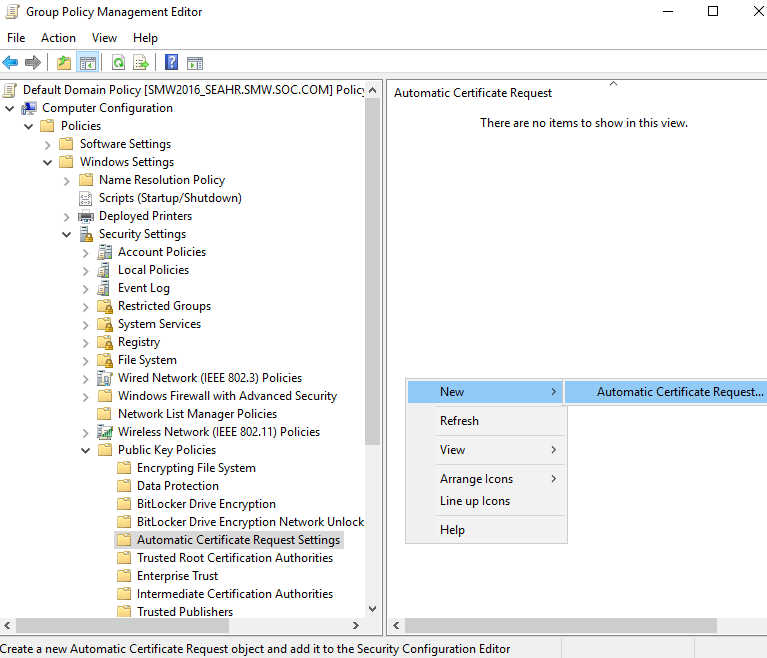 Group Policy Management Editor
File Action View Help
Default Domain Policy [SMW2016_SEAHR.SMW.SOC.COM] Policy
Computer Configuration
Policies
Software Settings
Windows Settings
Name Resolution Policy
Scripts (Startup/Shutdown)
Deployed Printers
Security Settings
Account Policies
Local Policies
Event Log
Restricted Groups
System Services
Registry
File System
Wired Network (IEEE 802.3) Policies
Windows Firewall with Advanced Security
Network List Manager Policies
Wireless Network (IEEE 802.11) Policies
Public Key Policies
Encrypting File System
Data Protection
BitLocker Drive Encryption
BitLocker Drive Encryption Network Unlock
Automatic Certificate Request Settings
Trusted Root Certification Authorities
Enterprise Trust
Intermediate Certification Authorities
Trusted Publishers
Automatic Certificate Request
There are no items to show in this view.
New
Automatic Certificate Request...
Refresh
View
Arrange Icons
Line up Icons
Help
Create a new Automatic Certificate Request object and add it to the Security Configuration Editor